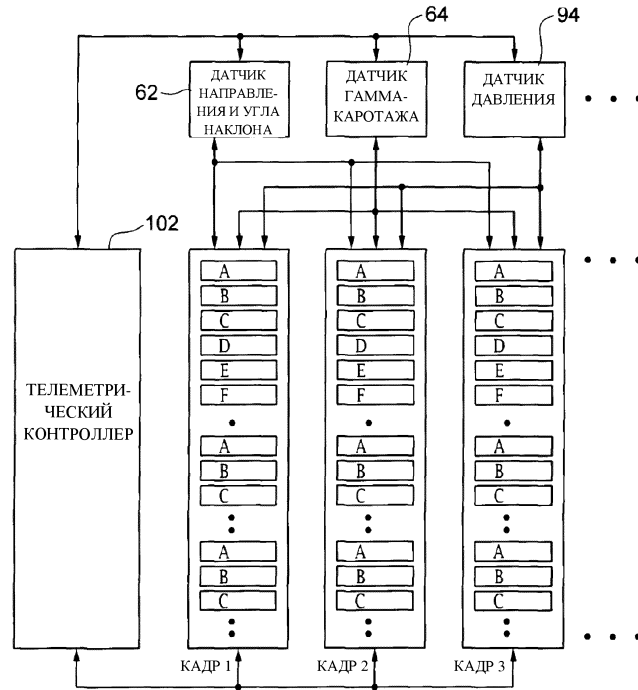 64
94
62
ДАТЧИК
НАПРАВЛЕ-
НИЯ И УГЛА
НАКЛОНА
ДАТЧИК
ГАММА-
КАРОТАЖА
ДАТЧИК
ДАВЛЕНИЯ
102
ТЕЛЕМЕТРИ-
ЧЕСКИЙ
КОНТРОЛЛЕР
A
B
C
D
E
F
A
B
C
A
B
C
КАДР 1
A
B
C
D
E
F
A
B
C
A
B
C
КАДР 2
A
B
C
D
E
F
A
B
C
A
B
C
КАДР 3